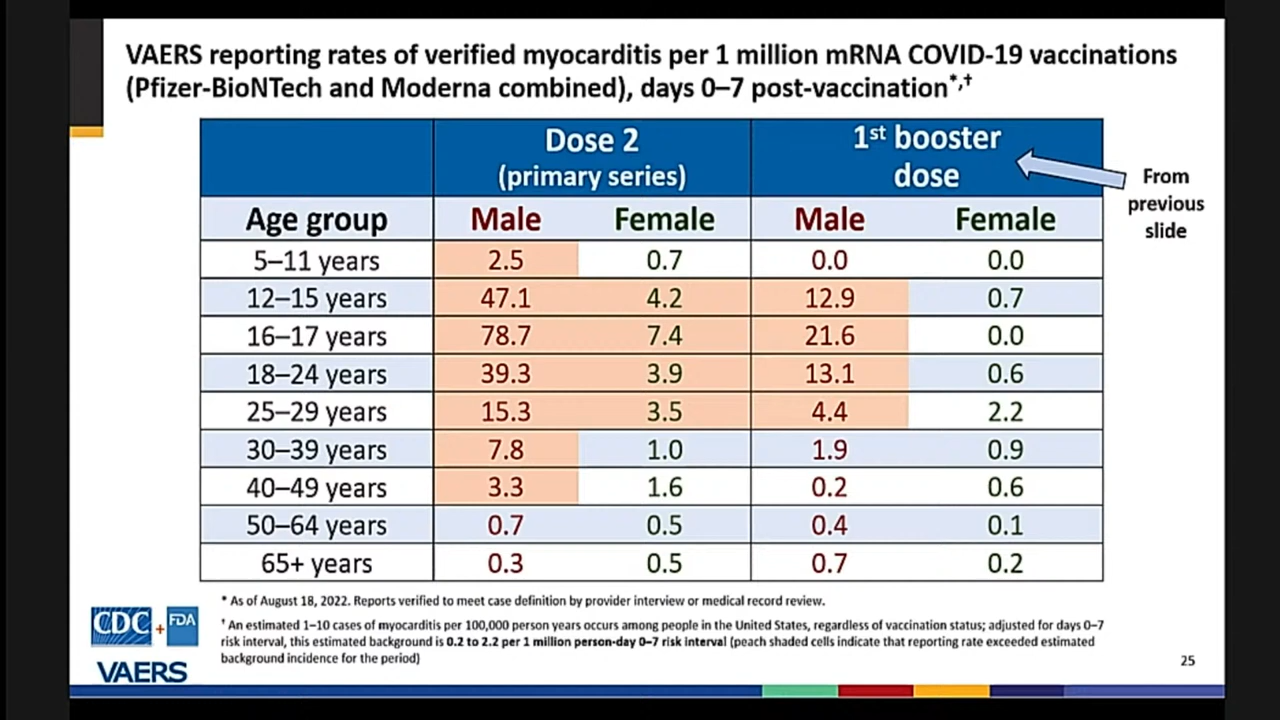 VAERS reporting rates of verified myocarditis per 1 million mRNA COVID-19 vaccinations
(Pfizer-BioNTech and Moderna combined), days 0–7 post-vaccination*,†
Dose 2 1st booster
(primary series) dose
From
previous
slide
Age group Male Female Male Female
5–11 years 2.5 0.7 0.0 0.0
12–15 years 47.1 4.2 12.9 0.7
16–17 years 78.7 7.4 21.6 0.0
18–24 years 39.3 3.9 13.1 0.6
25–29 years 15.3 3.5 4.4 2.2
30–39 years 7.8 1.0 1.9 0.9
40–49 years 3.3 1.6 0.2 0.6
50–64 years 0.7 0.5 0.4 0.1
65+ years 0.3 0.5 0.7 0.2
* As of August 18, 2022. Reports verified to meet case definition by provider interview or medical record review.
† An estimated 1–10 cases of myocarditis per 100,000 person years occurs among people in the United States, regardless of vaccination status; adjusted for days 0–7
risk interval, this estimated background is 0.2 to 2.2 per 1 million person-day 0–7 risk interval (peach shaded cells indicate that reporting rate exceeded estimated
background incidence for the period)
CDC + FDA
VAERS
25